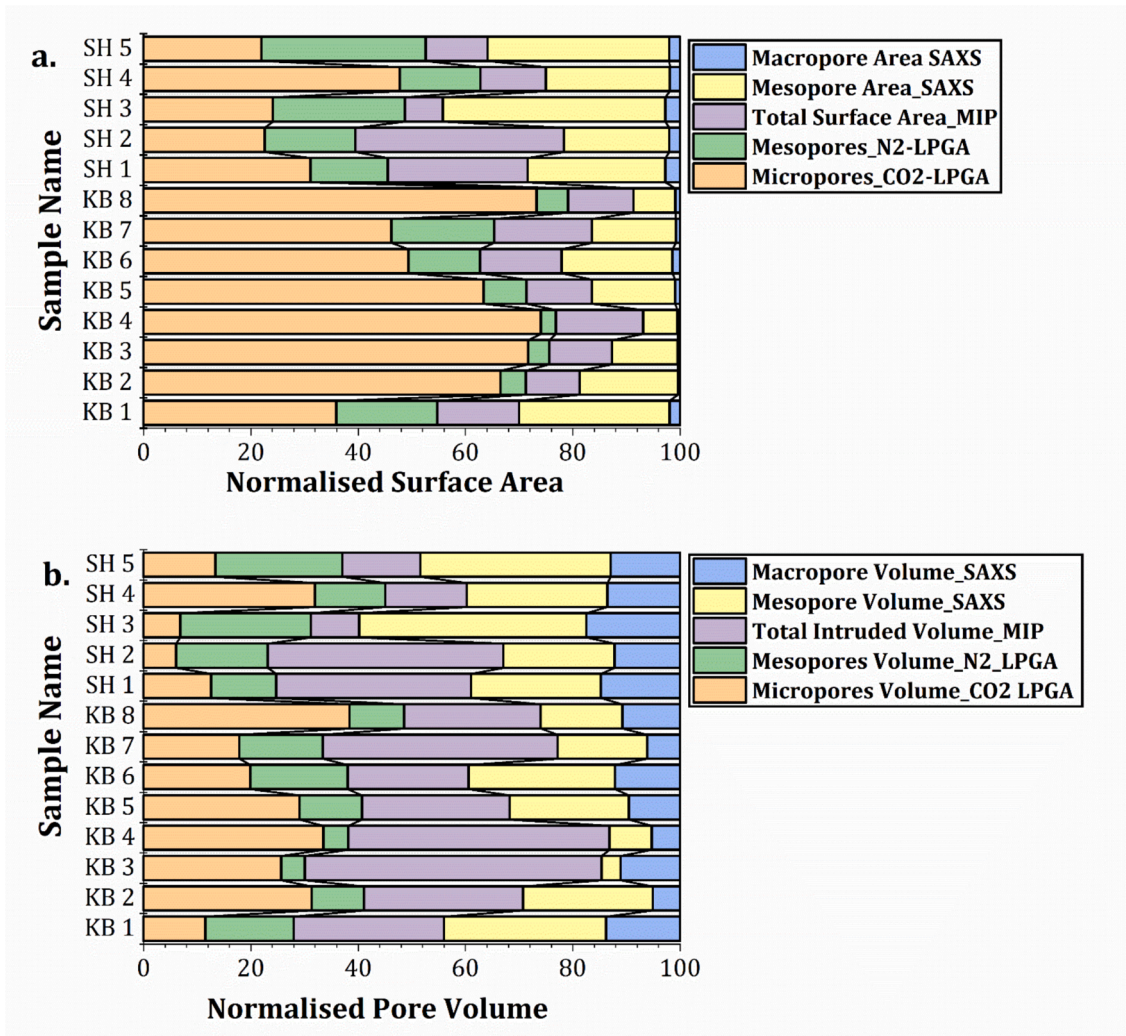 a.
Sample Name
SH 5
SH 4
SH 3
SH 2
SH 1
KB 8
KB 7
KB 6
KB 5
KB 4
KB 3
KB 2
KB 1
0 20 40 60 80 100
Normalised Surface Area
Macropore Area SAXS
Mesopore Area_SAXS
Total Surface Area_MIP
Mesopores_N2-LPGA
Micropores_CO2-LPGA
b.
Sample Name
SH 5
SH 4
SH 3
SH 2
SH 1
KB 8
KB 7
KB 6
KB 5
KB 4
KB 3
KB 2
KB 1
0 20 40 60 80 100
Normalised Pore Volume
Macropore Volume_SAXS
Mesopore Volume_SAXS
Total Intruded Volume_MIP
Mesopores Volume_N2_LPGA
Micropores Volume_CO2 LPGA